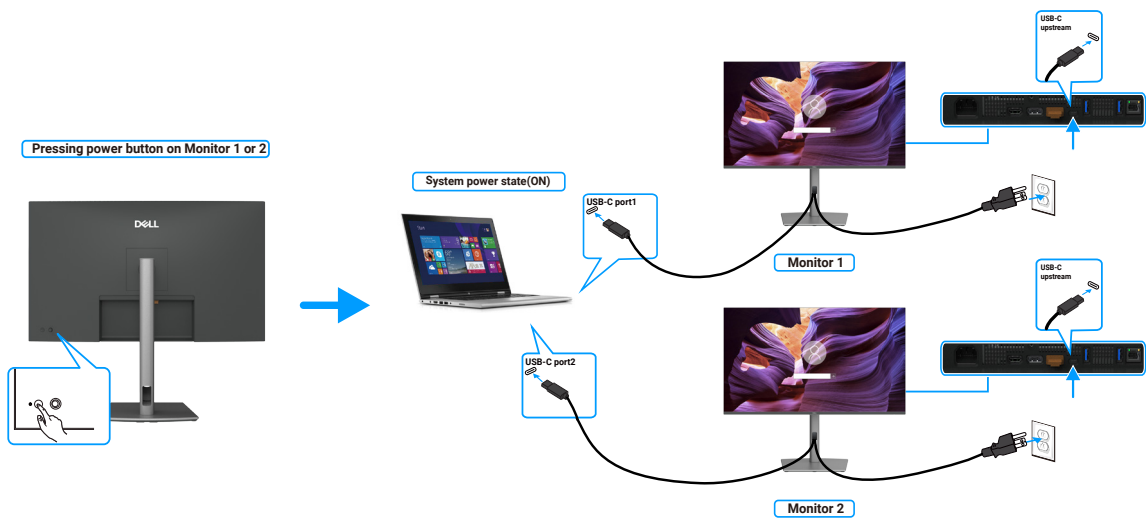 Pressing power button on Monitor 1 or 2
DELL
System power state(ON)
USB-C port1
USB-C port2
Monitor 1
Monitor 2
USB-C
upstream
USB-C
upstream